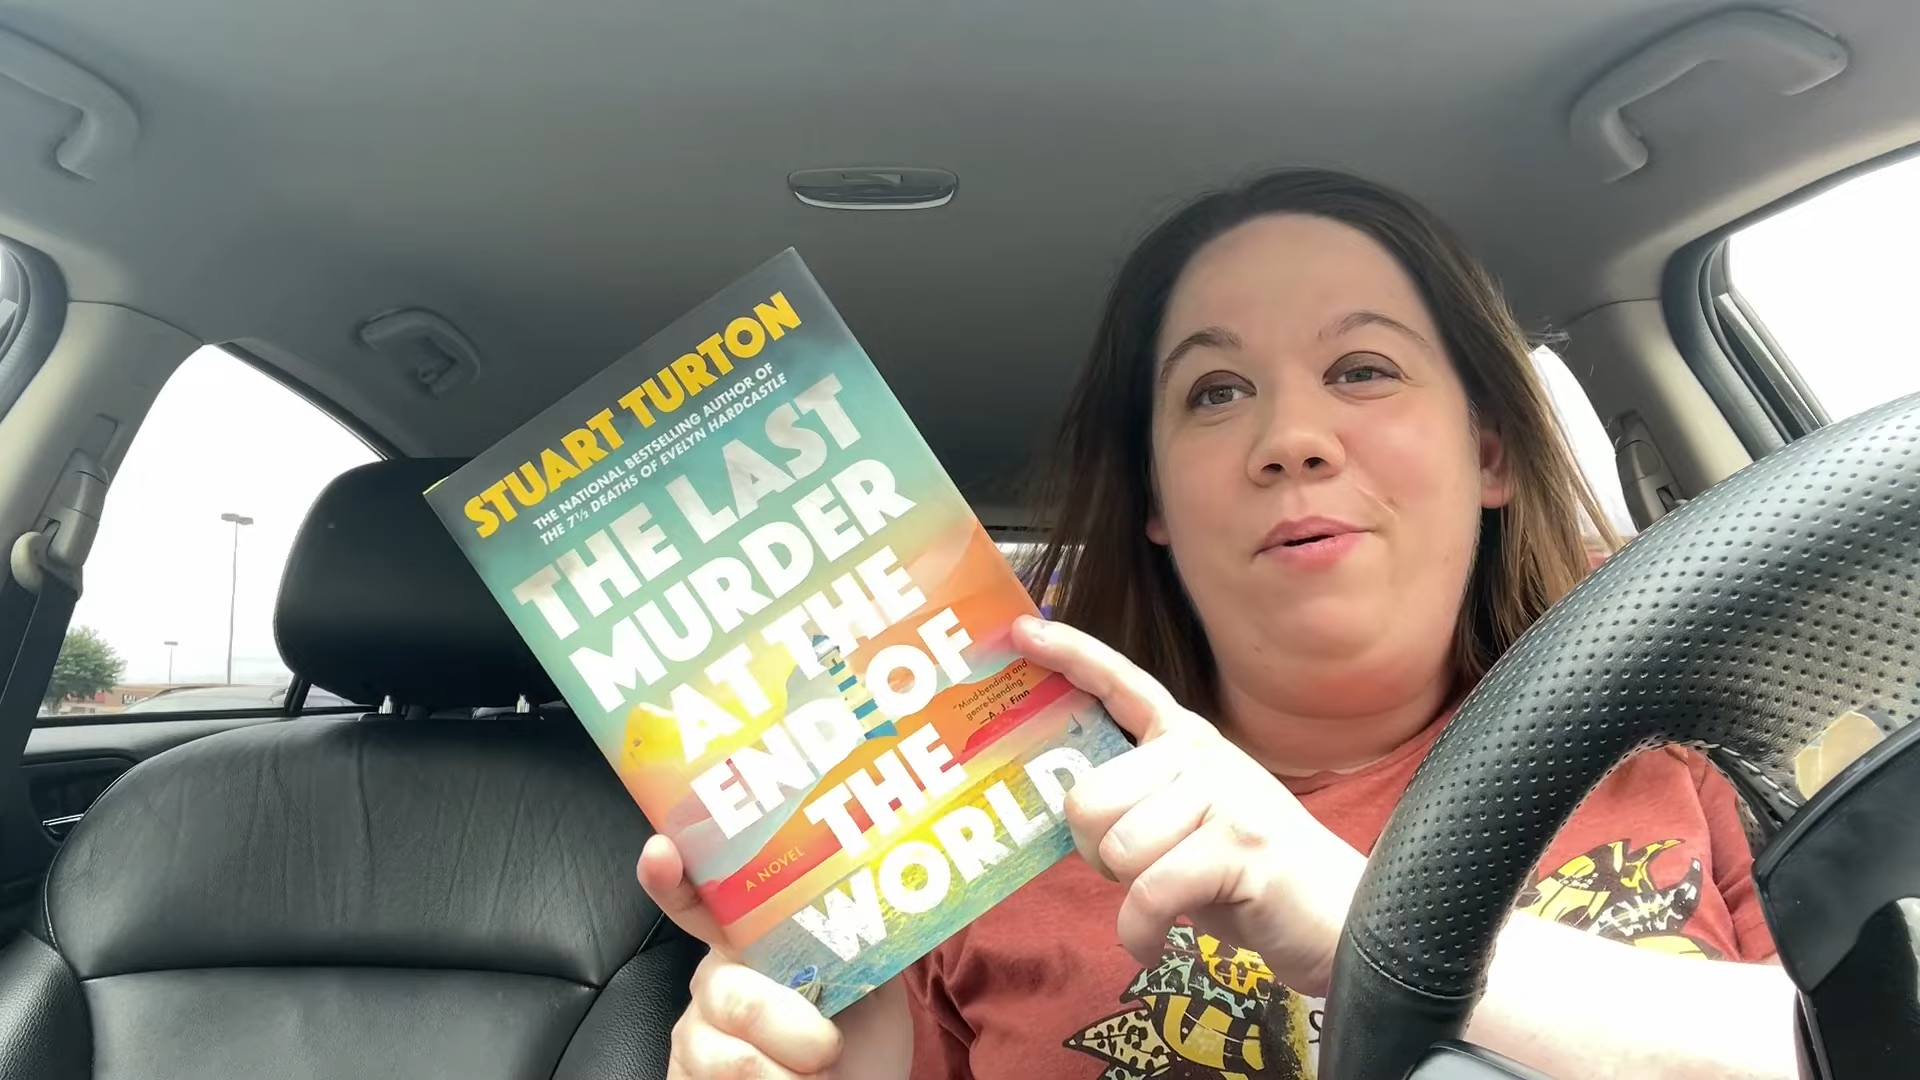 STUART TURTON
THE NATIONAL BESTSELLING AUTHOR OF
THE 7½ DEATHS OF EVELYN HARDCASTLE
THE LAST
MURDER
AT THE
END OF
THE
WORLD
"Mind-bending and
genre-blending."
—A. J. Finn
A NOVEL